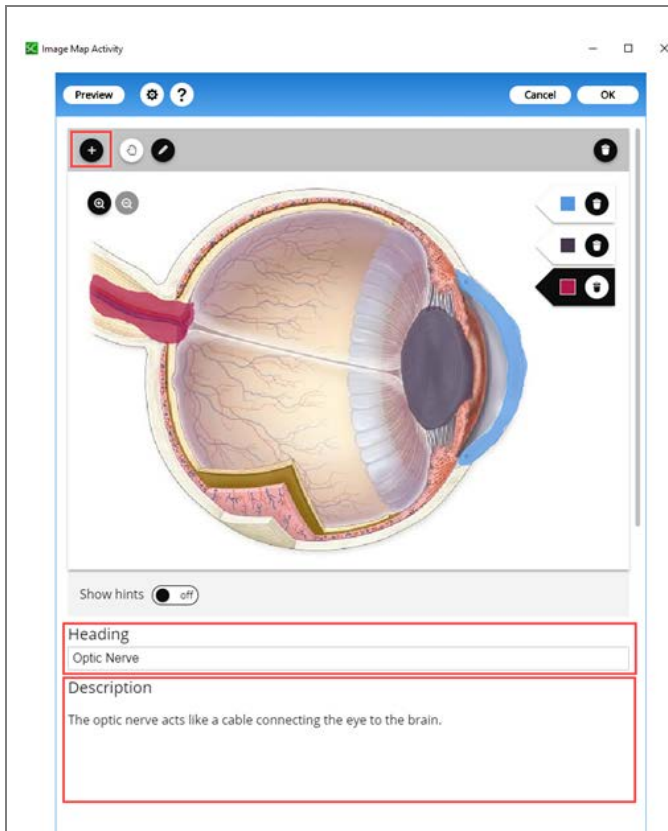 SC Image Map Activity
Preview ? Cancel OK
Show hints off
Heading
Optic Nerve
Description
The optic nerve acts like a cable connecting the eye to the brain.